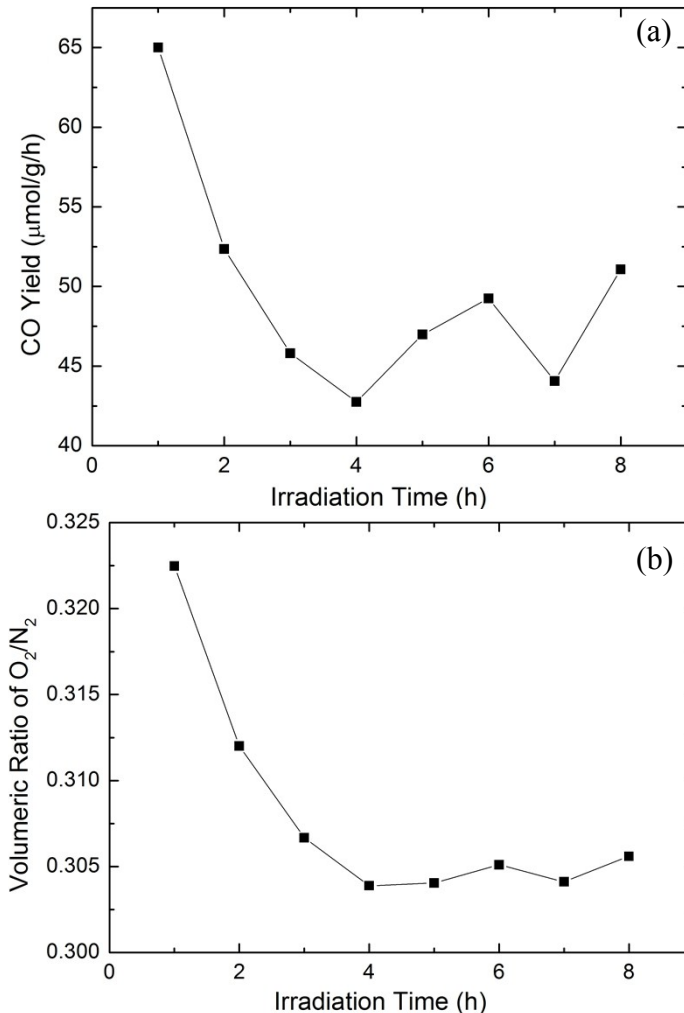 (a)
65
60
55
50
45
40
CO Yield (μmol/g/h)
0 2 4 6 8
Irradiation Time (h)
(b)
0.325
0.320
0.315
0.310
0.305
0.300
Volumeric Ratio of O₂/N₂
0 2 4 6 8
Irradiation Time (h)